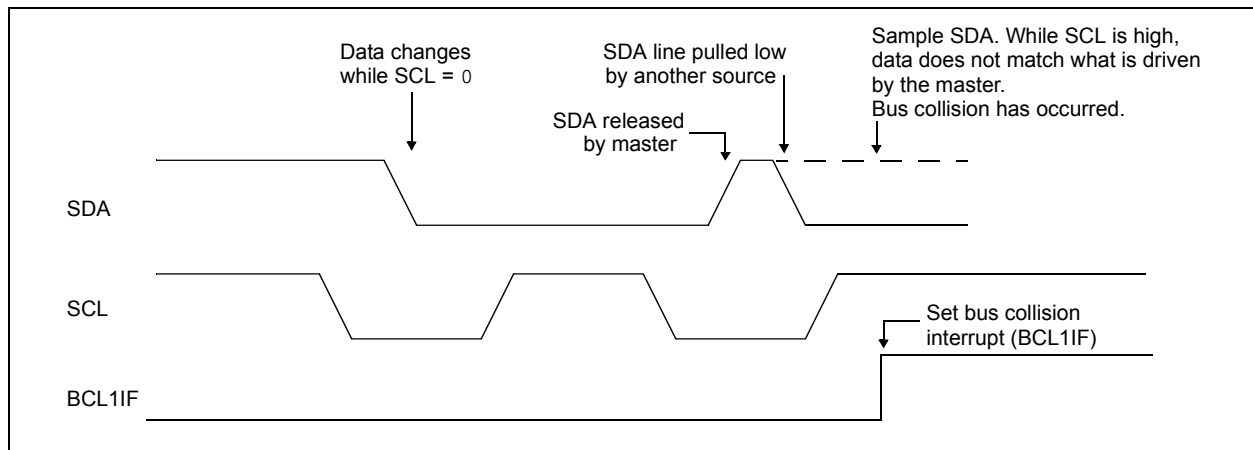 Data changes
while SCL = 0
SDA line pulled low
by another source
SDA released
by master
Sample SDA. While SCL is high,
data does not match what is driven
by the master.
Bus collision has occurred.
SDA
SCL
Set bus collision
interrupt (BCL1IF)
BCL1IF